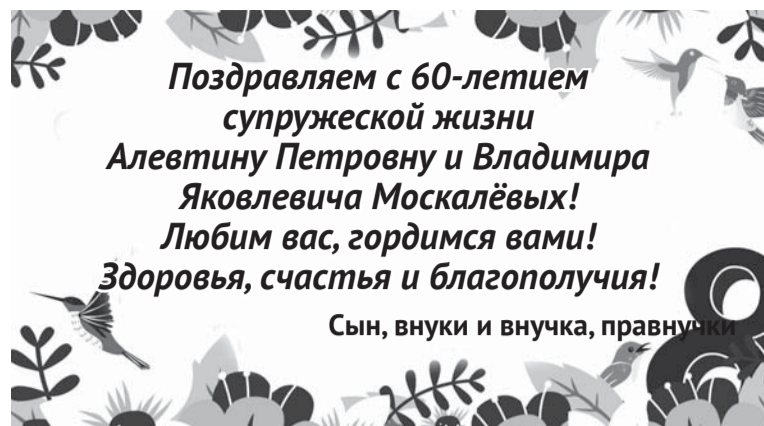 Поздравляем с 60-летием
супружеской жизни
Алевтину Петровну и Владимира
Яковлевича Москалёвых!
Любим вас, гордимся вами!
Здоровья, счастья и благополучия!
Сын, внуки и внучка, правнучки
8